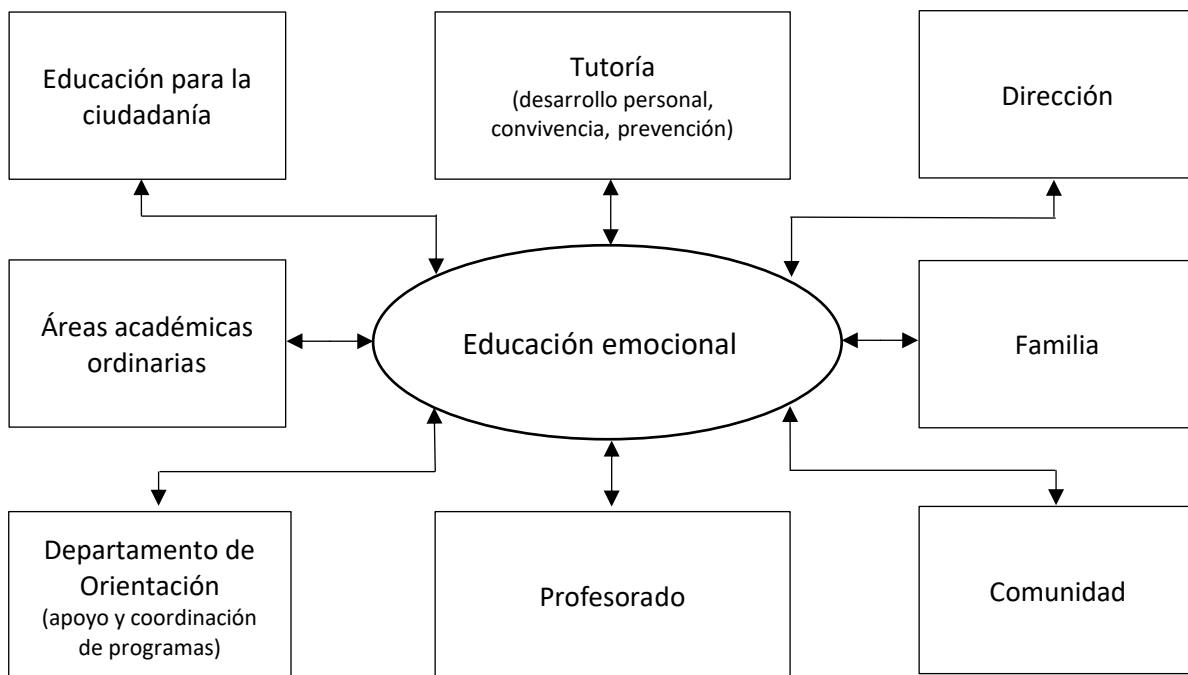 Educación para la
ciudadanía
Tutoría
(desarrollo personal,
convivencia, prevención)
Dirección
Áreas académicas
ordinarias
Educación emocional
Familia
Departamento de
Orientación
(apoyo y coordinación
de programas)
Profesorado
Comunidad